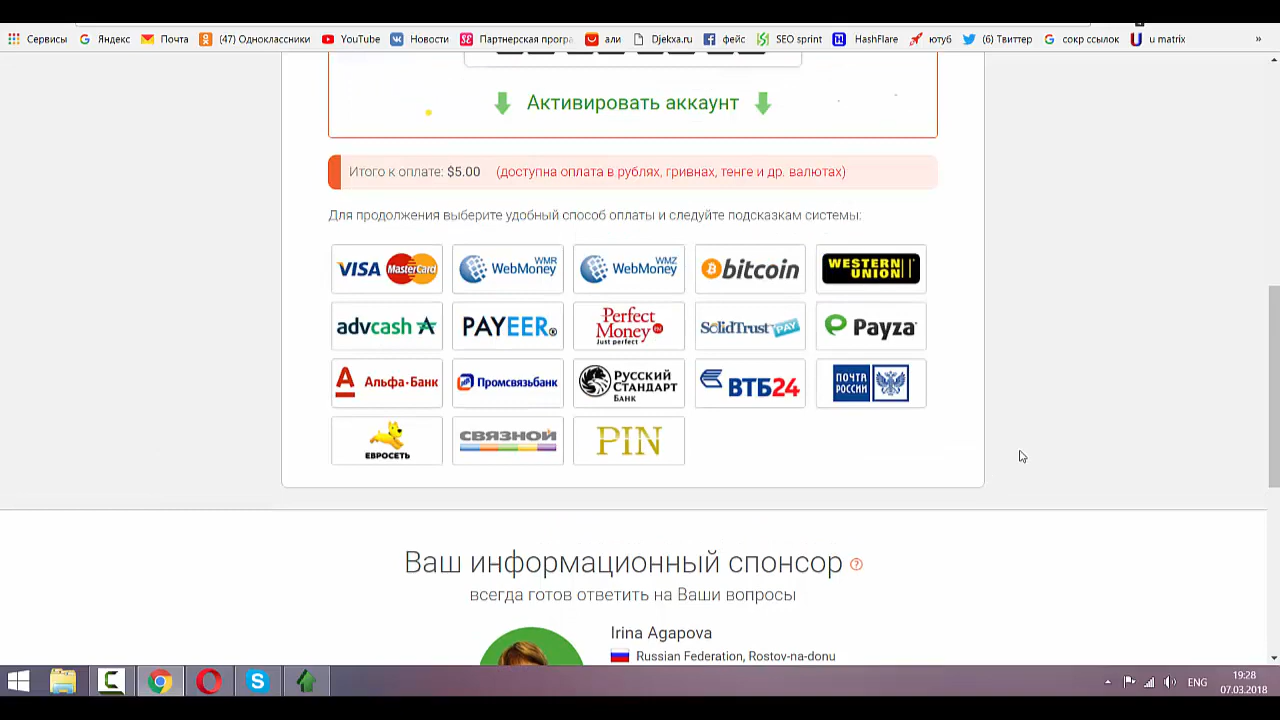 Сервисы Яндекс Почта (47) Одноклассники YouTube Новости Партнерская програ али Djekxa.ru фейс SEO sprint HashFlare ютуб (6) Твиттер сокр ссылок u matrix »
Активировать аккаунт
Итого к оплате: $5.00 (доступна оплата в рублях, гривнах, тенге и др. валютах)
Для продолжения выберите удобный способ оплаты и следуйте подсказкам системы:
VISA MasterCard WebMoney WMR WebMoney WMZ bitcoin WESTERN UNION
advcash PAYEER Perfect Money Just perfect SolidTrust PAY Payza
Альфа·Банк Промсвязьбанк РУССКИЙ СТАНДАРТ Банк ВТБ24 ПОЧТА РОССИИ
ЕВРОСЕТЬ СВЯЗНОЙ PIN
Ваш информационный спонсор ?
всегда готов ответить на Ваши вопросы
Irina Agapova
Russian Federation, Rostov-na-donu
ENG 19:28
07.03.2018